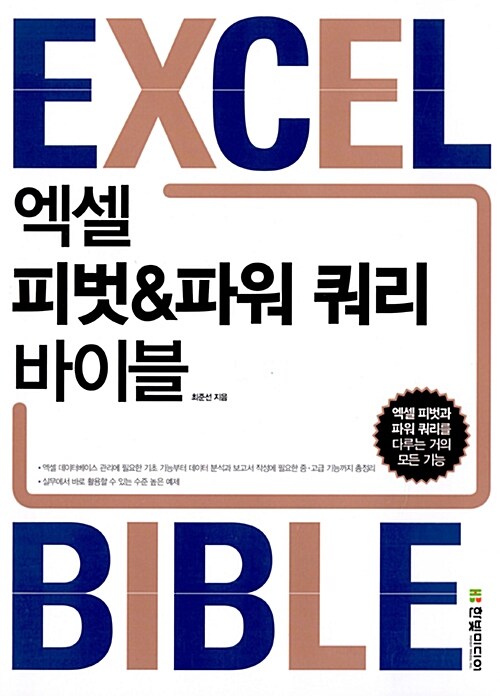 EXCEL
엑셀
피벗&파워 쿼리
바이블
최준선 지음
엑셀 피벗과
파워 쿼리를
다루는 거의
모든 기능
• 엑셀 데이터베이스 관리에 필요한 기초 기능부터 데이터 분석과 보고서 작성에 필요한 중·고급 기능까지 총정리
• 실무에서 바로 활용할 수 있는 수준 높은 예제
BIBLE
HB 한빛미디어